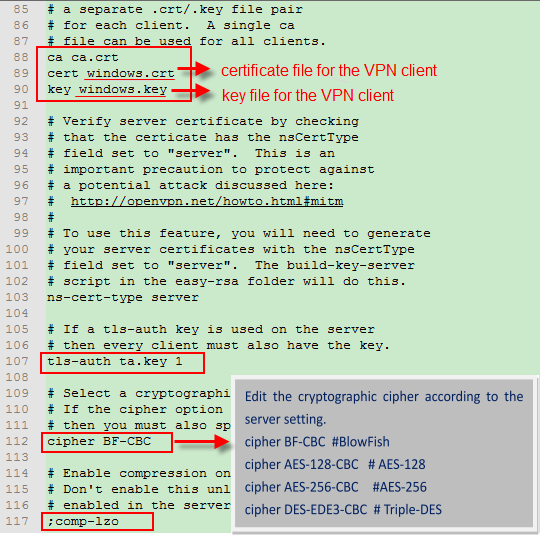 85 # a separate .crt/.key file pair
86 # for each client.  A single ca
87 # file can be used for all clients.
88 ca ca.crt
89 cert windows.crt certificate file for the VPN client
90 key windows.key key file for the VPN client
91
92 # Verify server certificate by checking
93 # that the certicate has the nsCertType
94 # field set to "server".  This is an
95 # important precaution to protect against
96 # a potential attack discussed here:
97 #  http://openvpn.net/howto.html#mitm
98 #
99 # To use this feature, you will need to generate
100 # your server certificates with the nsCertType
101 # field set to "server".  The build-key-server
102 # script in the easy-rsa folder will do this.
103 ns-cert-type server
104
105 # If a tls-auth key is used on the server
106 # then every client must also have the key.
107 tls-auth ta.key 1
108
109 # Select a cryptographi
110 # If the cipher option
111 # then you must also sp
112 cipher BF-CBC
113
114 # Enable compression on
115 # Don't enable this unl
116 # enabled in the server
117 ;comp-lzo
Edit the cryptographic cipher according to the
server setting.
cipher BF-CBC  #BlowFish
cipher AES-128-CBC  # AES-128
cipher AES-256-CBC  #AES-256
cipher DES-EDE3-CBC  # Triple-DES